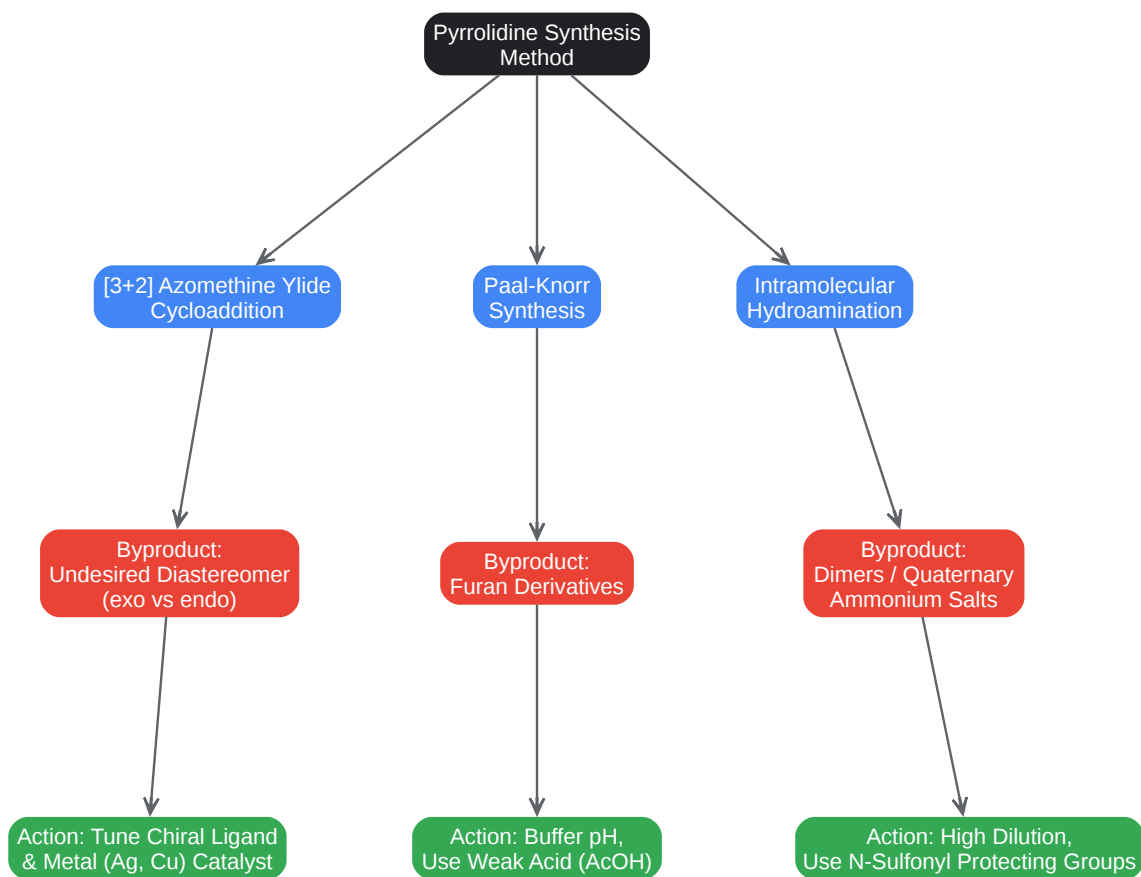 Pyrrolidine Synthesis
Method
[3+2] Azomethine Ylide
Cycloaddition
Paal-Knorr
Synthesis
Intramolecular
Hydroamination
Byproduct:
Undesired Diastereomer
(exo vs endo)
Byproduct:
Furan Derivatives
Byproduct:
Dimers / Quaternary
Ammonium Salts
Action: Tune Chiral Ligand
& Metal (Ag, Cu) Catalyst
Action: Buffer pH,
Use Weak Acid (AcOH)
Action: High Dilution,
Use N-Sulfonyl Protecting Groups